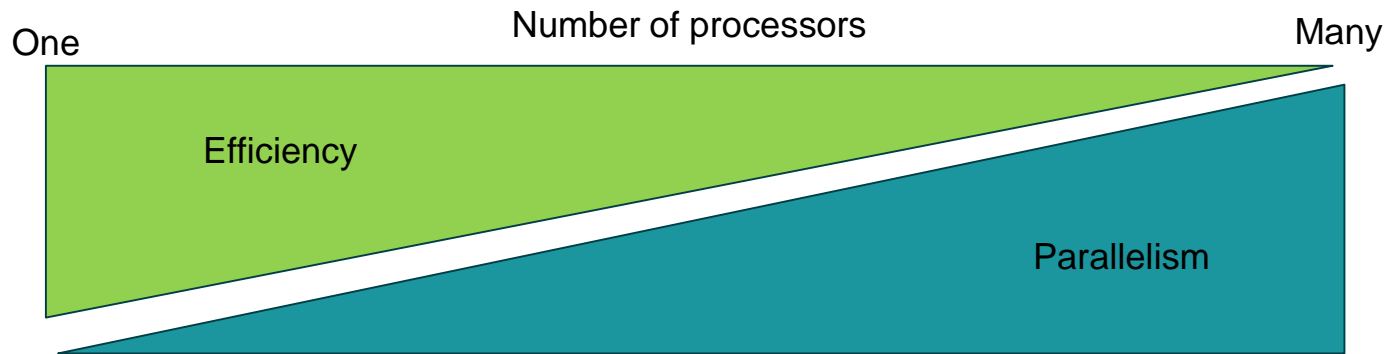 Number of processors
One
Many
Efficiency
Parallelism